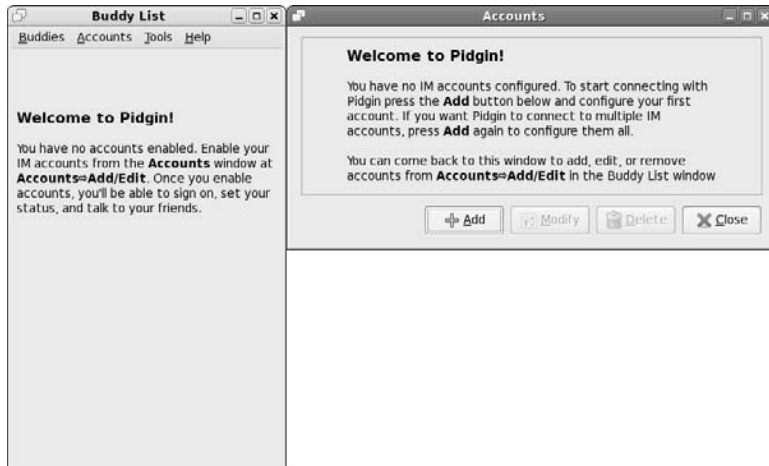 Buddy List
Buddies Accounts Tools Help
Welcome to Pidgin!
You have no accounts enabled. Enable your
IM accounts from the Accounts window at
Accounts⇨Add/Edit. Once you enable
accounts, you'll be able to sign on, set your
status, and talk to your friends.
Accounts
Welcome to Pidgin!
You have no IM accounts configured. To start connecting with
Pidgin press the Add button below and configure your first
account. If you want Pidgin to connect to multiple IM
accounts, press Add again to configure them all.
You can come back to this window to add, edit, or remove
accounts from Accounts⇨Add/Edit in the Buddy List window
Add Modify Delete Close